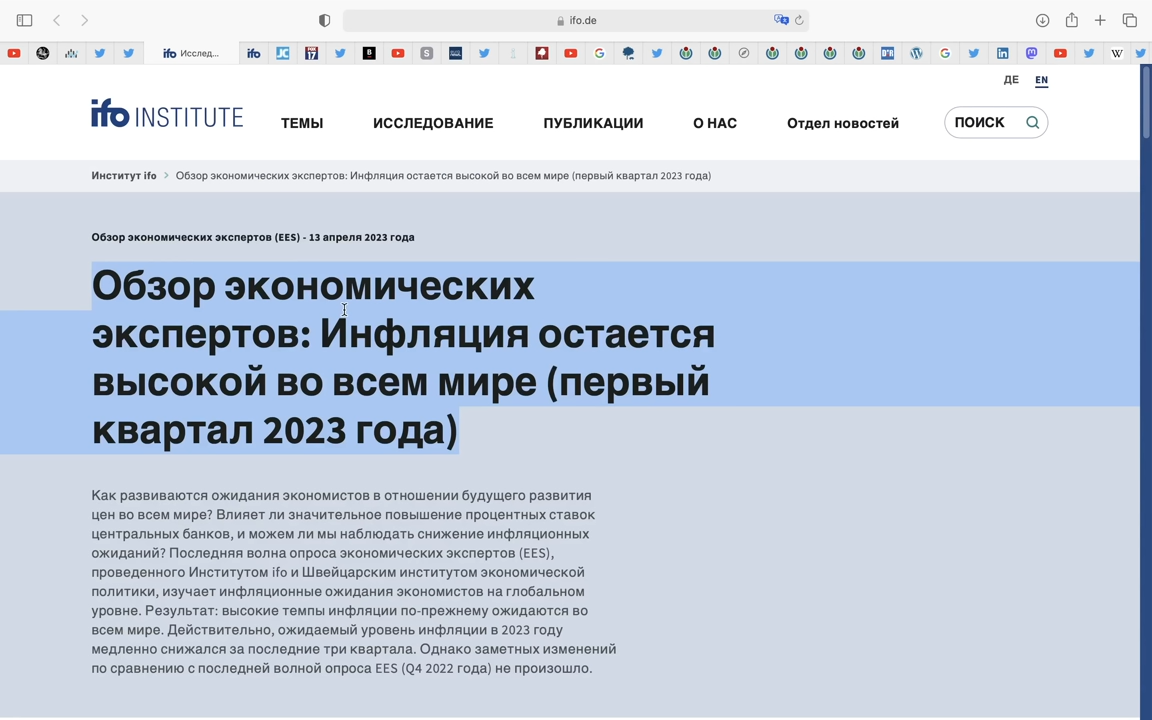 ifo.de
Исслед...
ДЕ EN
ifo INSTITUTE
ТЕМЫ ИССЛЕДОВАНИЕ ПУБЛИКАЦИИ О НАС Отдел новостей ПОИСК
Институт ifo > Обзор экономических экспертов: Инфляция остается высокой во всем мире (первый квартал 2023 года)
Обзор экономических экспертов (EES) - 13 апреля 2023 года
Обзор экономических
экспертов: Инфляция остается
высокой во всем мире (первый
квартал 2023 года)
Как развиваются ожидания экономистов в отношении будущего развития
цен во всем мире? Влияет ли значительное повышение процентных ставок
центральных банков, и можем ли мы наблюдать снижение инфляционных
ожиданий? Последняя волна опроса экономических экспертов (EES),
проведенного Институтом ifo и Швейцарским институтом экономической
политики, изучает инфляционные ожидания экономистов на глобальном
уровне. Результат: высокие темпы инфляции по-прежнему ожидаются во
всем мире. Действительно, ожидаемый уровень инфляции в 2023 году
медленно снижался за последние три квартала. Однако заметных изменений
по сравнению с последней волной опроса EES (Q4 2022 года) не произошло.